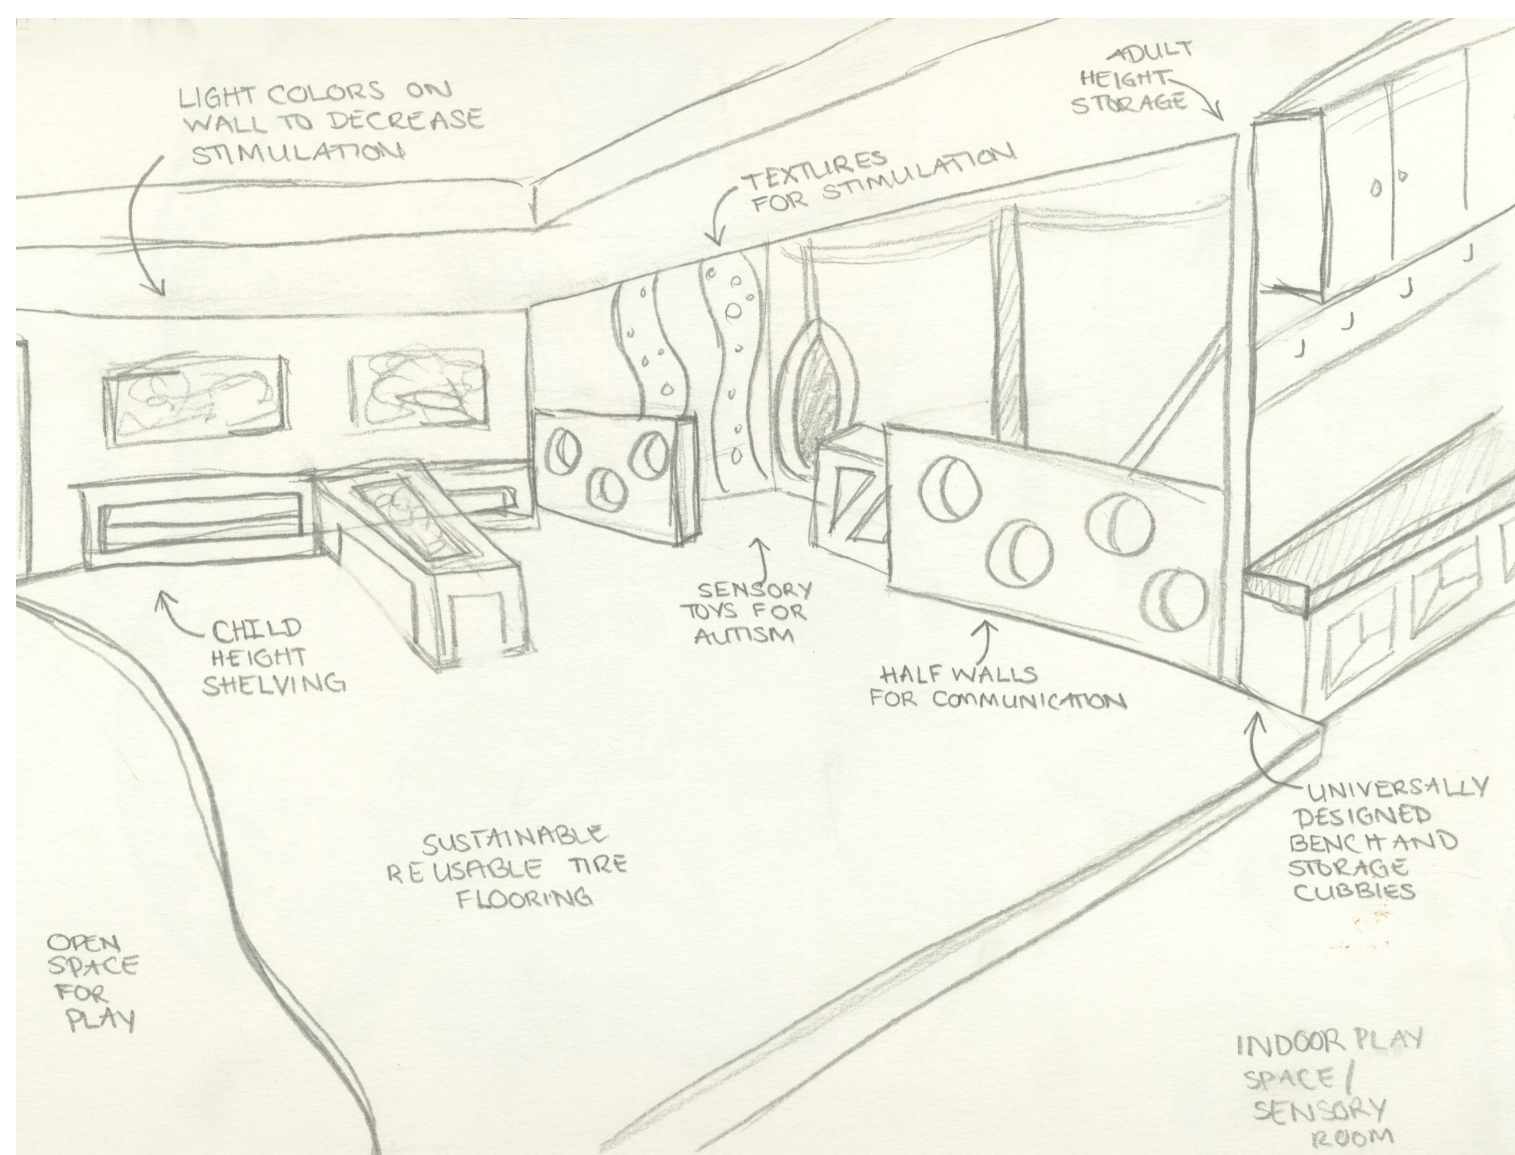 LIGHT COLORS ON
WALL TO DECREASE
STIMULATION
TEXTURES
FOR STIMULATION
ADULT
HEIGHT
STORAGE
CHILD
HEIGHT
SHELVING
SENSORY
TOYS FOR
AUTISM
HALF WALLS
FOR COMMUNICATION
UNIVERSALLY
DESIGNED
BENCH AND
STORAGE
CUBBIES
SUSTAINABLE
REUSABLE TIRE
FLOORING
OPEN
SPACE
FOR
PLAY
INDOOR PLAY
SPACE/
SENSORY
ROOM